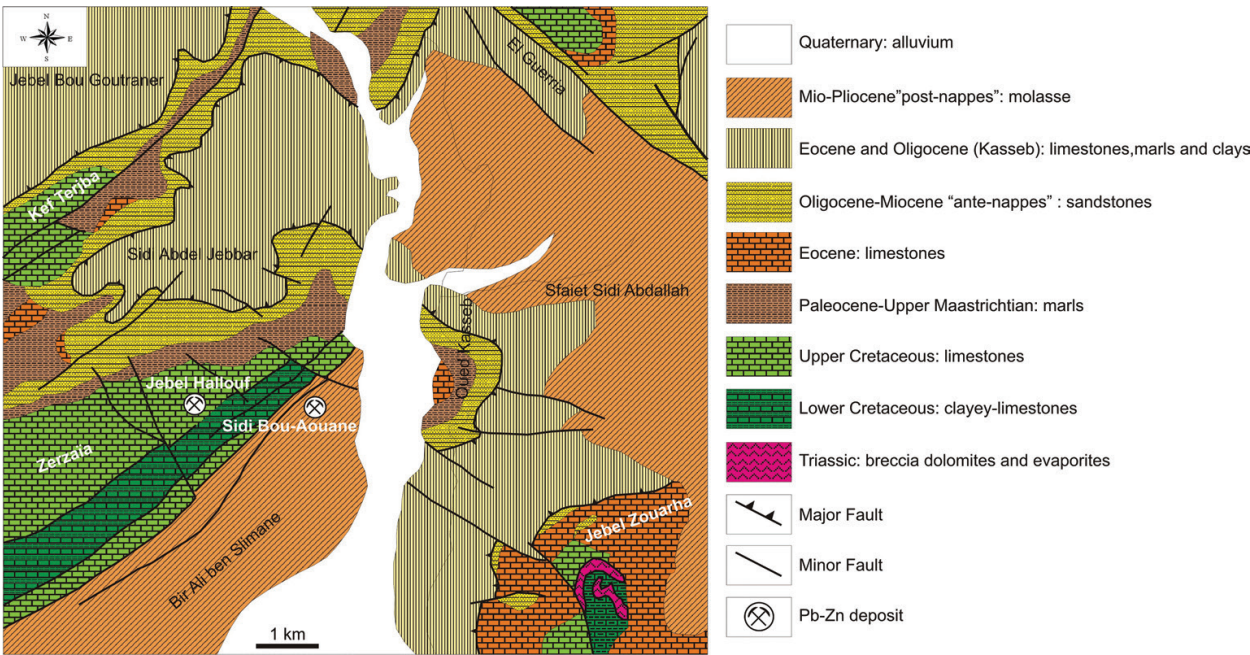 N
W E
S
Jebel Bou Goutraner
El Guerria
Kef Terjba
Sidi Abdel Jebbar
Sfaiet Sidi Abdallah
Oued Kasseb
Jebel Hallouf
Sidi Bou-Aouane
Zerzaia
Jebel Zouarha
Bir Ali ben Slimane
1 km
Quaternary: alluvium
Mio-Pliocene”post-nappes”: molasse
Eocene and Oligocene (Kasseb): limestones,marls and clays
Oligocene-Miocene “ante-nappes” : sandstones
Eocene: limestones
Paleocene-Upper Maastrichtian: marls
Upper Cretaceous: limestones
Lower Cretaceous: clayey-limestones
Triassic: breccia dolomites and evaporites
Major Fault
Minor Fault
Pb-Zn deposit